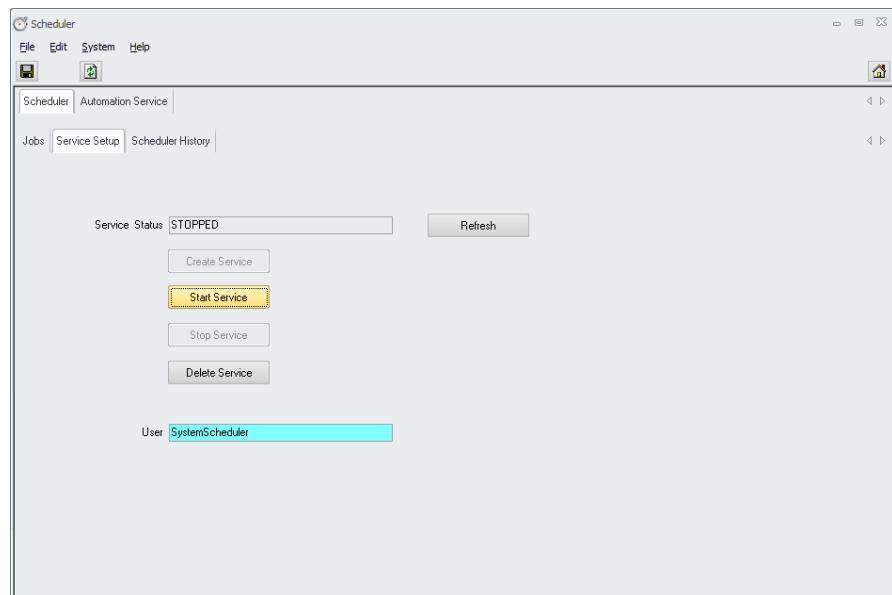 Scheduler
File Edit System Help
Scheduler Automation Service
Jobs Service Setup Scheduler History
Service Status STOPPED Refresh
Create Service
Start Service
Stop Service
Delete Service
User SystemScheduler